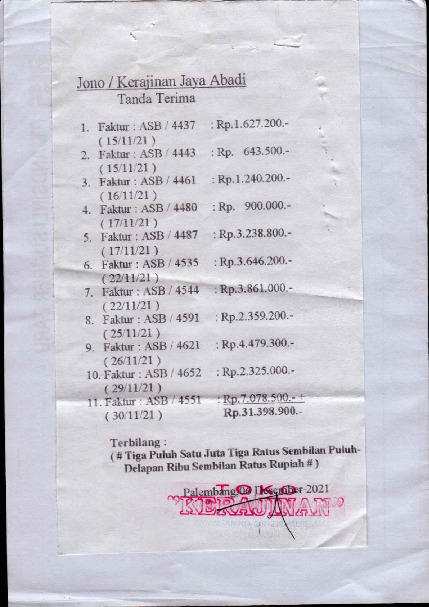 Jono / Kerajinan Jaya Abadi
Tanda Terima
1. Faktur : ASB / 4437 : Rp.1.627.200.-
( 15/11/21 )
2. Faktur : ASB / 4443 : Rp. 643.500.-
( 15/11/21 )
3. Faktur : ASB / 4461 : Rp.1.240.200.-
( 16/11/21 )
4. Faktur : ASB / 4480 : Rp. 900.000.-
( 17/11/21 )
5. Faktur : ASB / 4487 : Rp.3.238.800.-
( 17/11/21 )
6. Faktur : ASB / 4535 : Rp.3.646.200.-
( 22/11/21 )
7. Faktur : ASB / 4544 : Rp.3.861.000.-
( 22/11/21 )
8. Faktur : ASB / 4591 : Rp.2.359.200.-
( 25/11/21 )
9. Faktur : ASB / 4621 : Rp.4.479.300.-
( 26/11/21 )
10. Faktur : ASB / 4652 : Rp.2.325.000.-
( 29/11/21 )
11. Faktur : ASB / 4551 : Rp.7.078.500.- +
( 30/11/21 ) Rp.31.398.900.-
Terbilang :
( # Tiga Puluh Satu Juta Tiga Ratus Sembilan Puluh-
Delapan Ribu Sembilan Ratus Rupiah # )
Palembang Desember 2021
TOKO
"KERAJINAN"